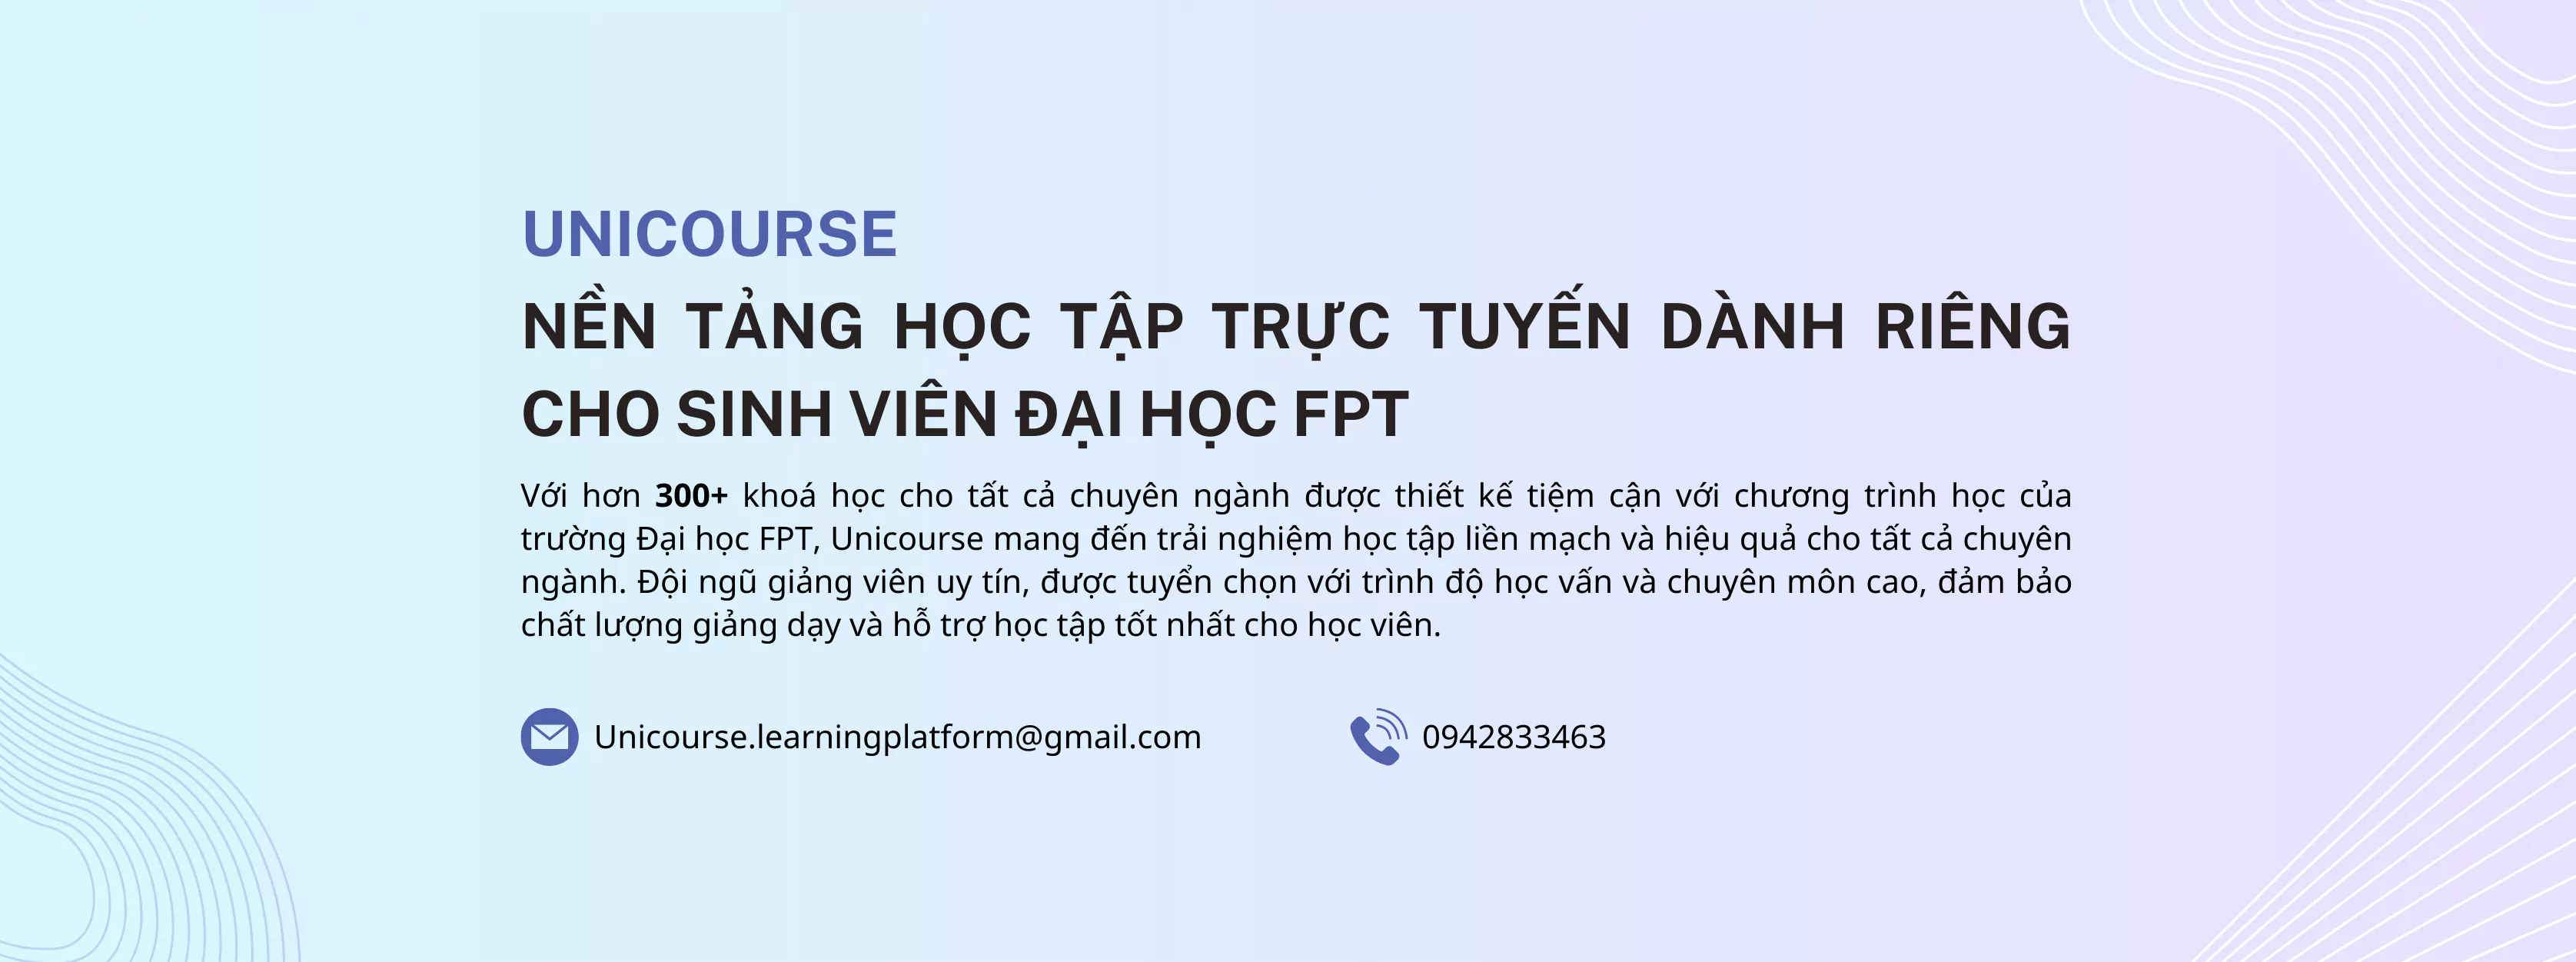 UNICOURSE
NỀN TẢNG HỌC TẬP TRỰC TUYẾN DÀNH RIÊNG
CHO SINH VIÊN ĐẠI HỌC FPT
Với hơn 300+ khoá học cho tất cả chuyên ngành được thiết kế tiệm cận với chương trình học của
trường Đại học FPT, Unicourse mang đến trải nghiệm học tập liền mạch và hiệu quả cho tất cả chuyên
ngành. Đội ngũ giảng viên uy tín, được tuyển chọn với trình độ học vấn và chuyên môn cao, đảm bảo
chất lượng giảng dạy và hỗ trợ học tập tốt nhất cho học viên.
Unicourse.learningplatform@gmail.com
0942833463